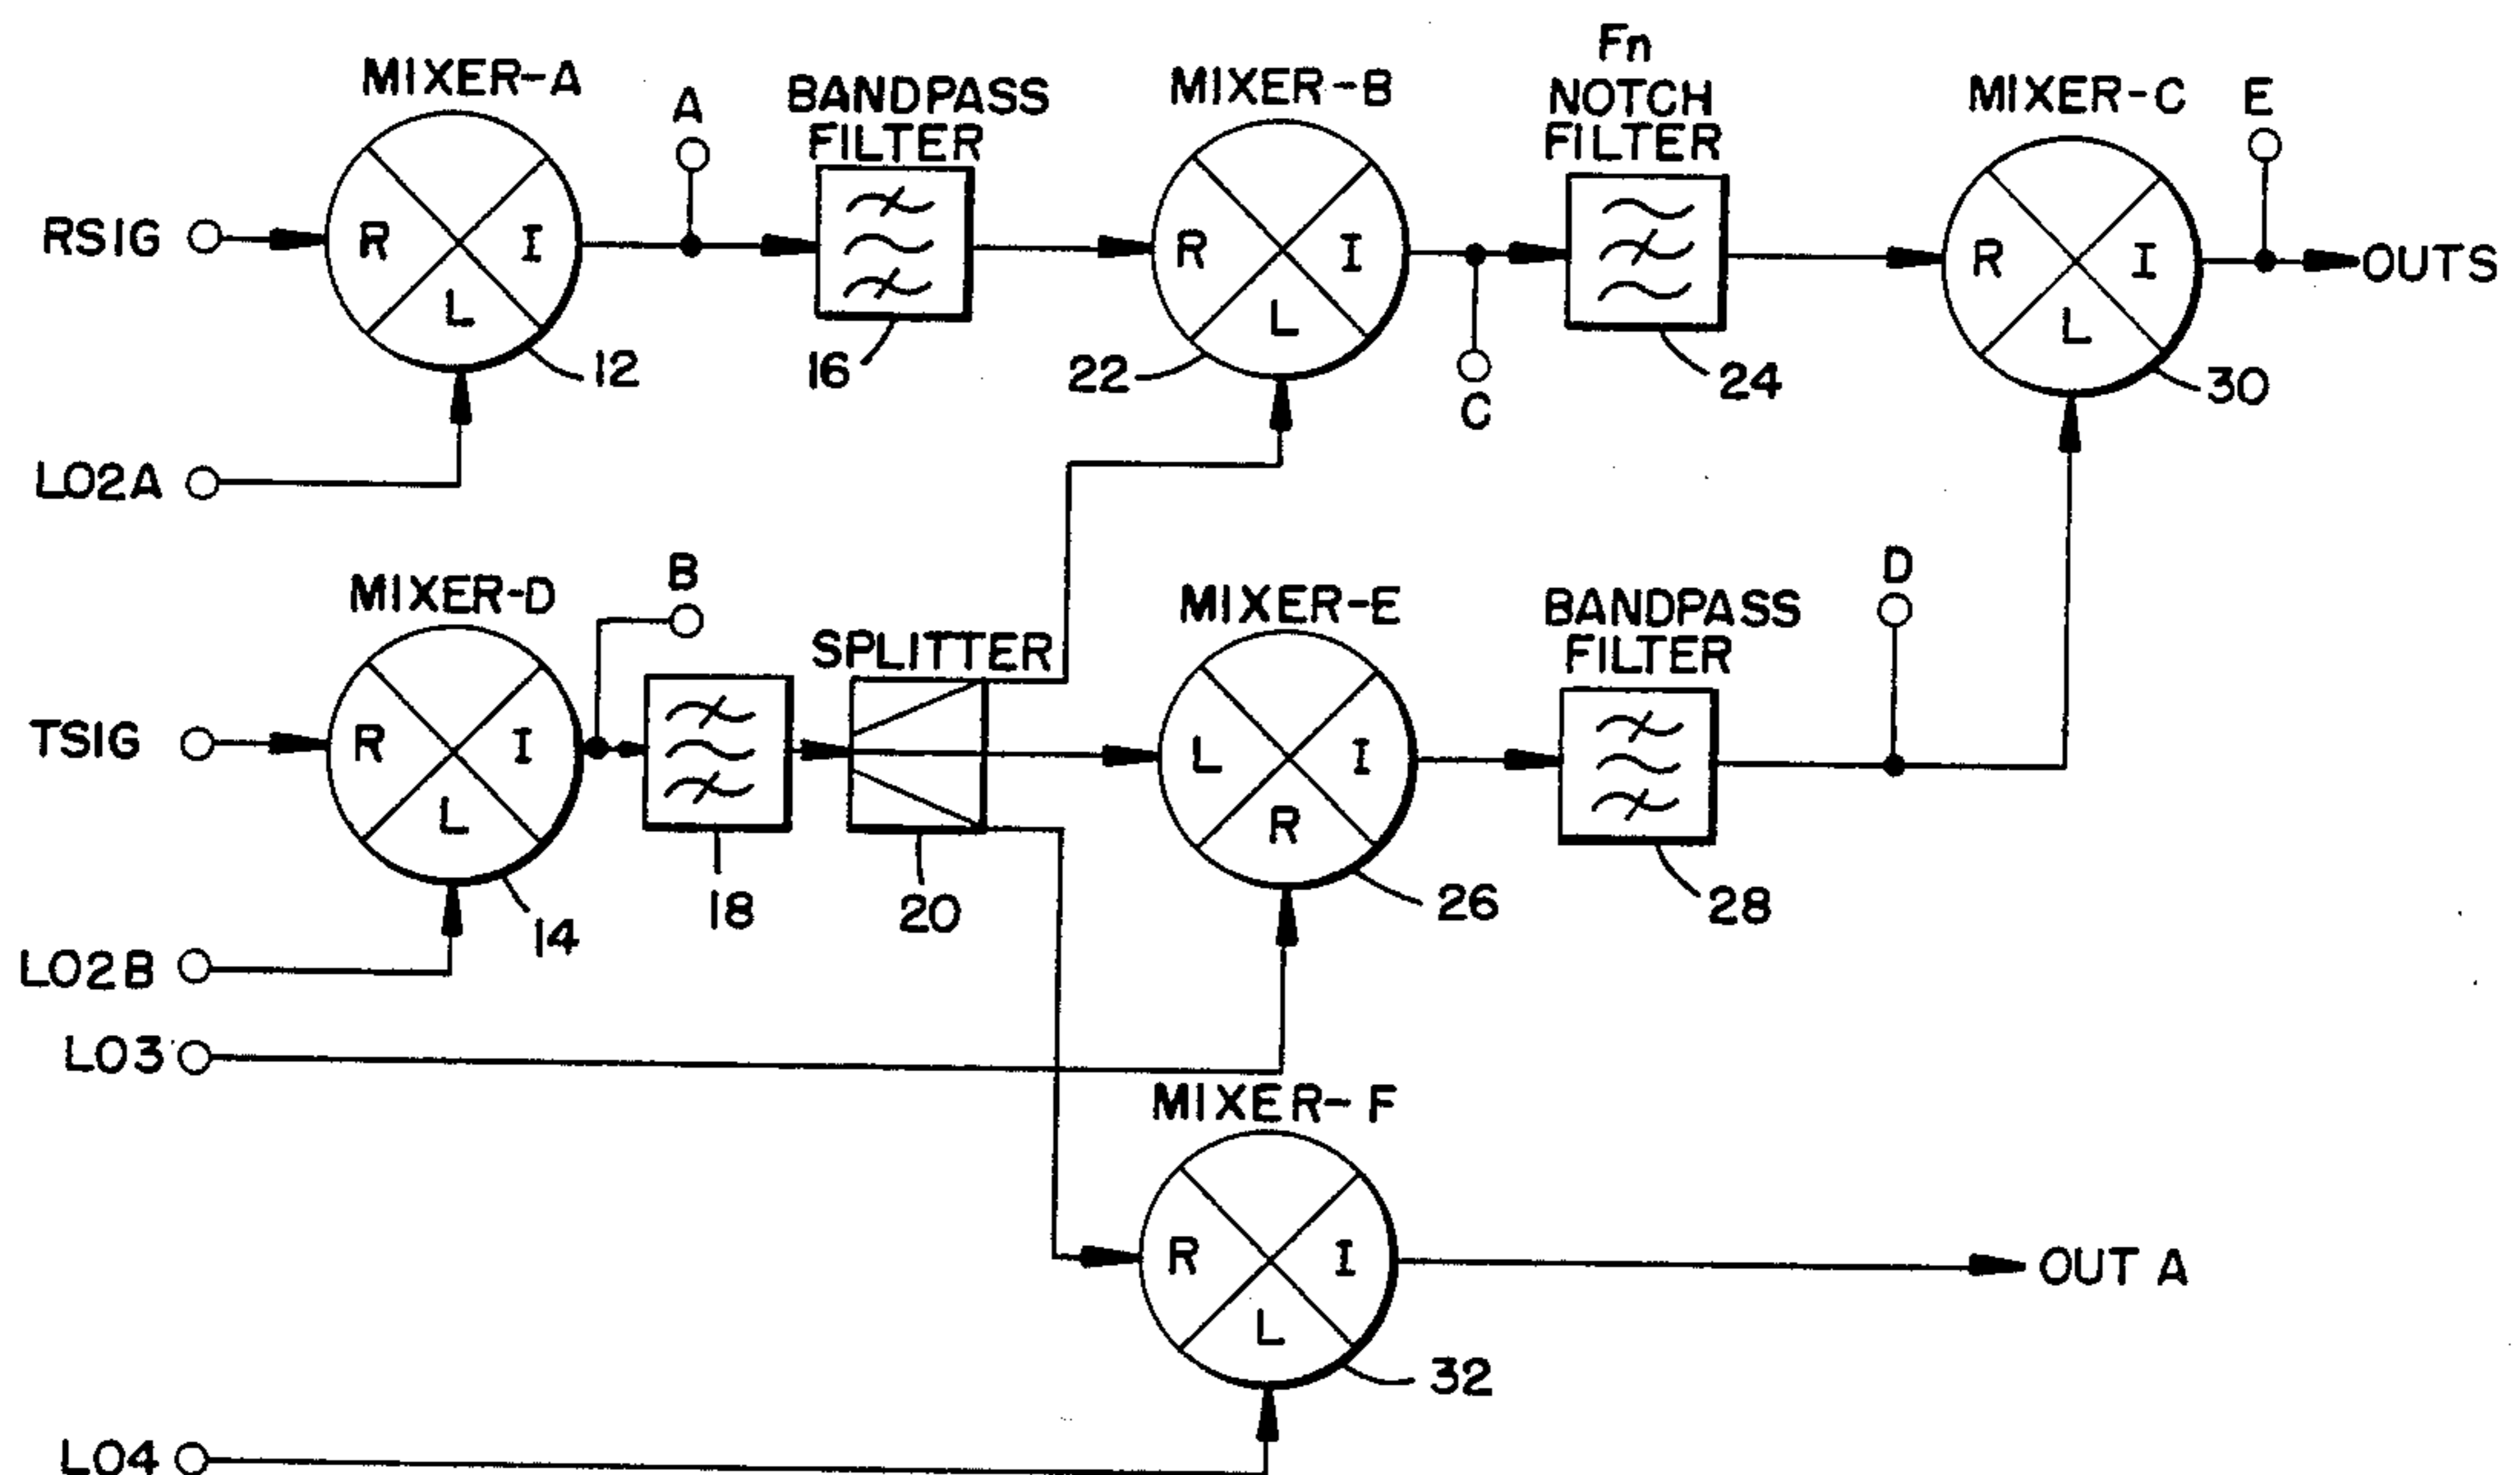 Fn
MIXER-A
A
BANDPASS
FILTER
MIXER-B
NOTCH
FILTER
MIXER-C
E
RSIG
R
I
L
R
I
L
R
I
L
OUTS
12
16
22
C
24
30
LO2A
B
D
MIXER-D
SPLITTER
MIXER-E
BANDPASS
FILTER
TSIG
R
I
L
L
I
R
14
18
20
26
28
LO2B
LO3
MIXER-F
R
I
L
OUT A
32
LO4